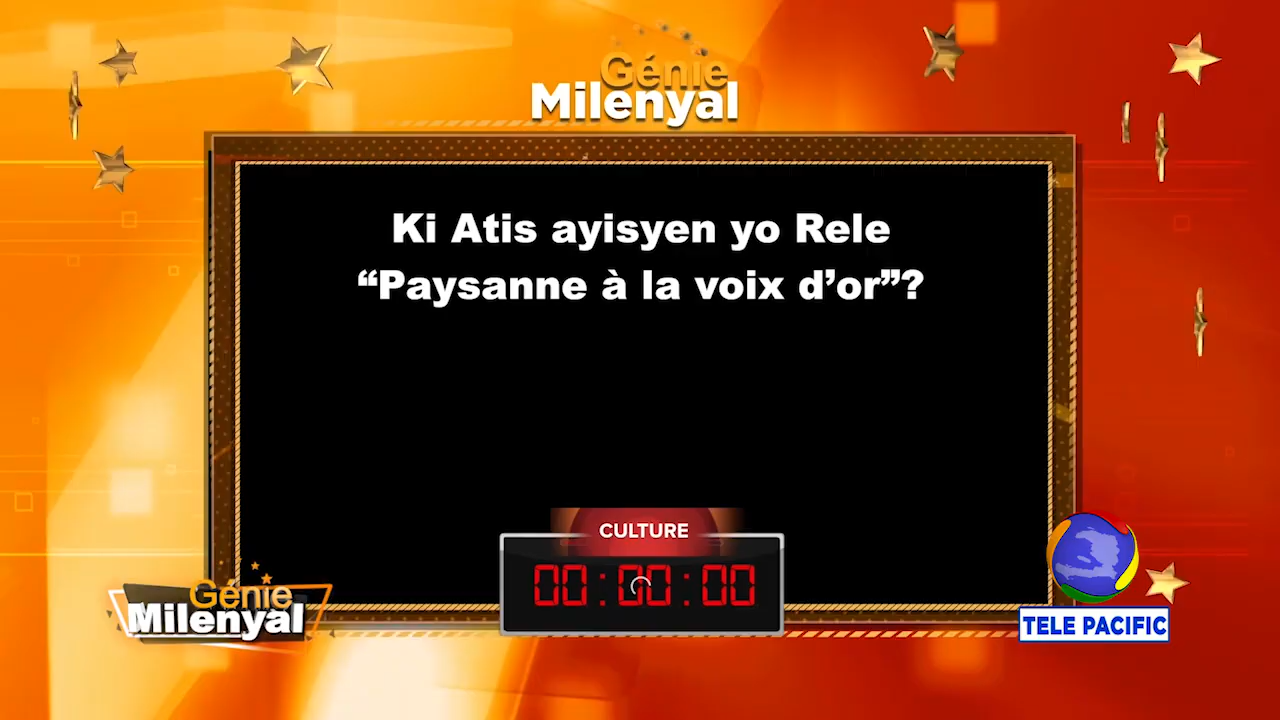 Génie
Milenyal
Ki Atis ayisyen yo Rele
“Paysanne à la voix d’or”?
CULTURE
00:00:00
Génie
Milenyal
TELE PACIFIC